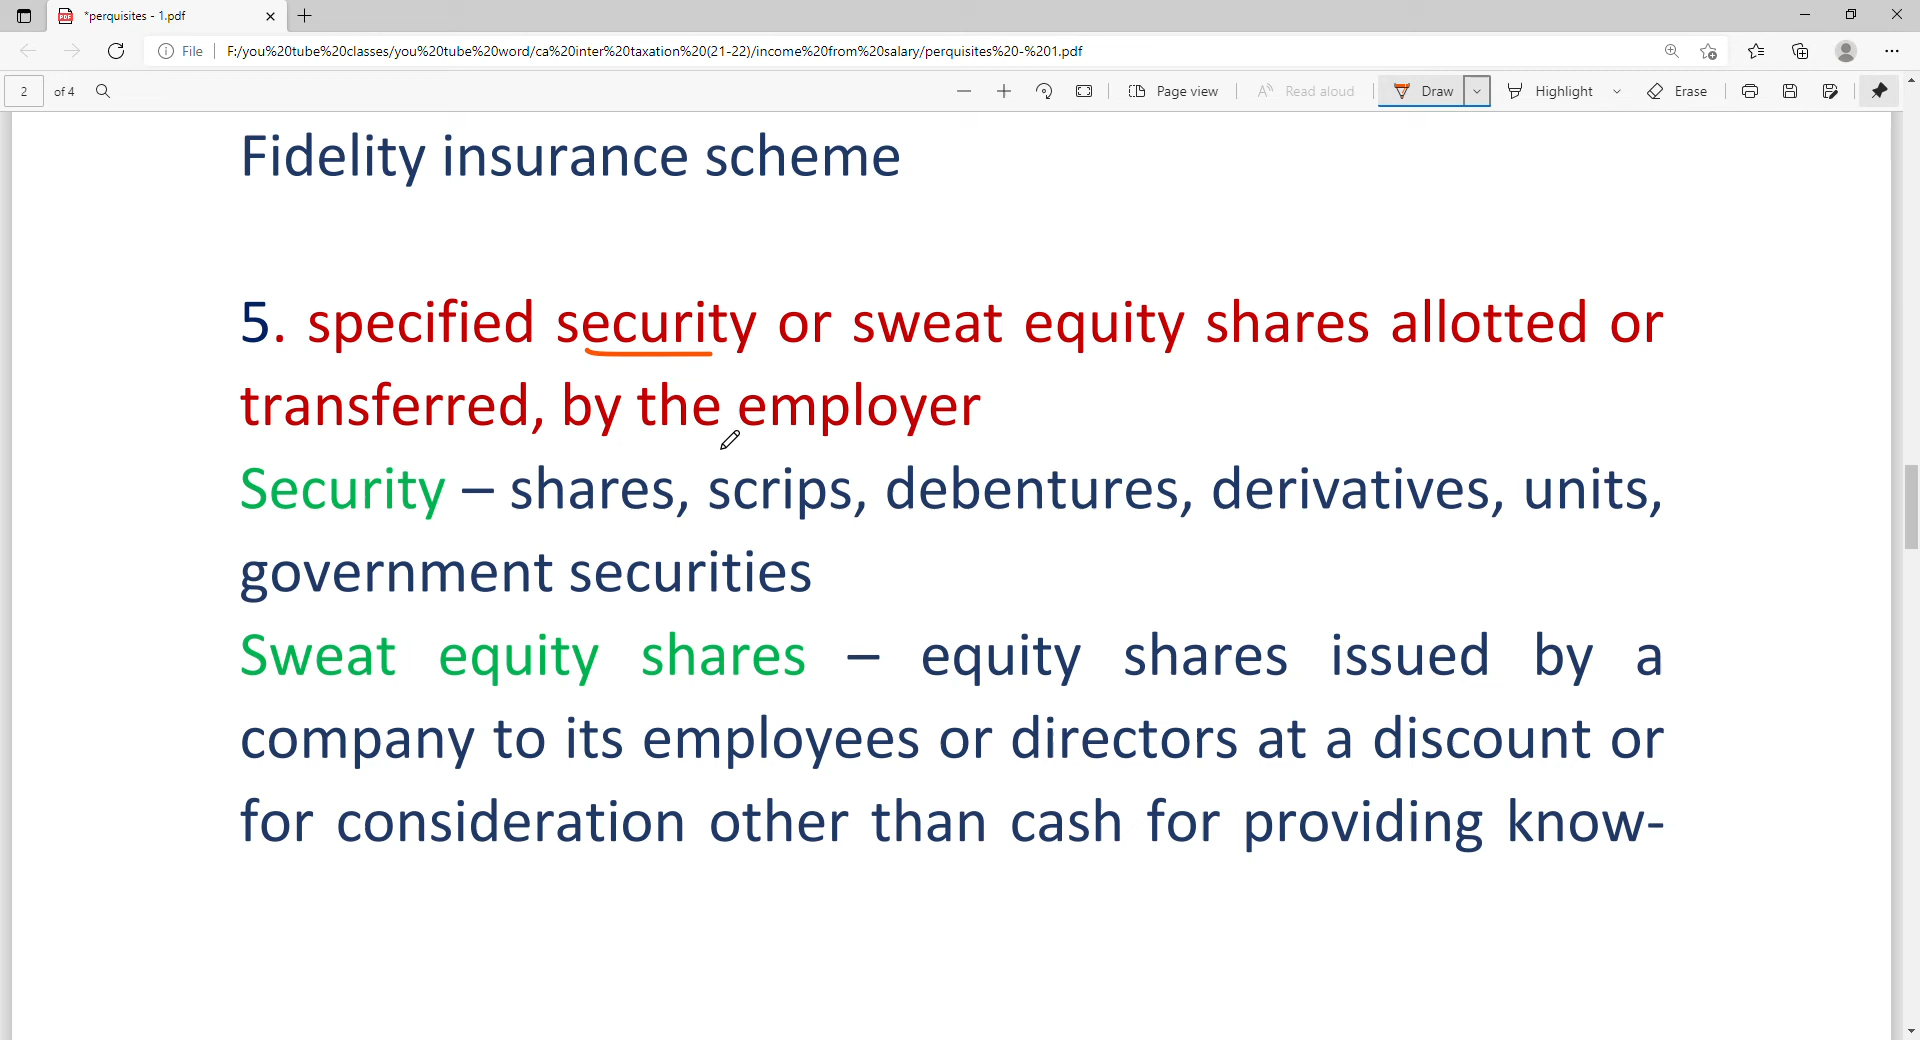 *perquisites - 1.pdf
File F:/you%20tube%20classes/you%20tube%20word/ca%20inter%20taxation%20(21-22)/income%20from%20salary/perquisites%20-%201.pdf
2 of 4 Page view Read aloud Draw Highlight Erase
Fidelity insurance scheme
5. specified security or sweat equity shares allotted or
transferred, by the employer
Security – shares, scrips, debentures, derivatives, units,
government securities
Sweat equity shares – equity shares issued by a
company to its employees or directors at a discount or
for consideration other than cash for providing know-